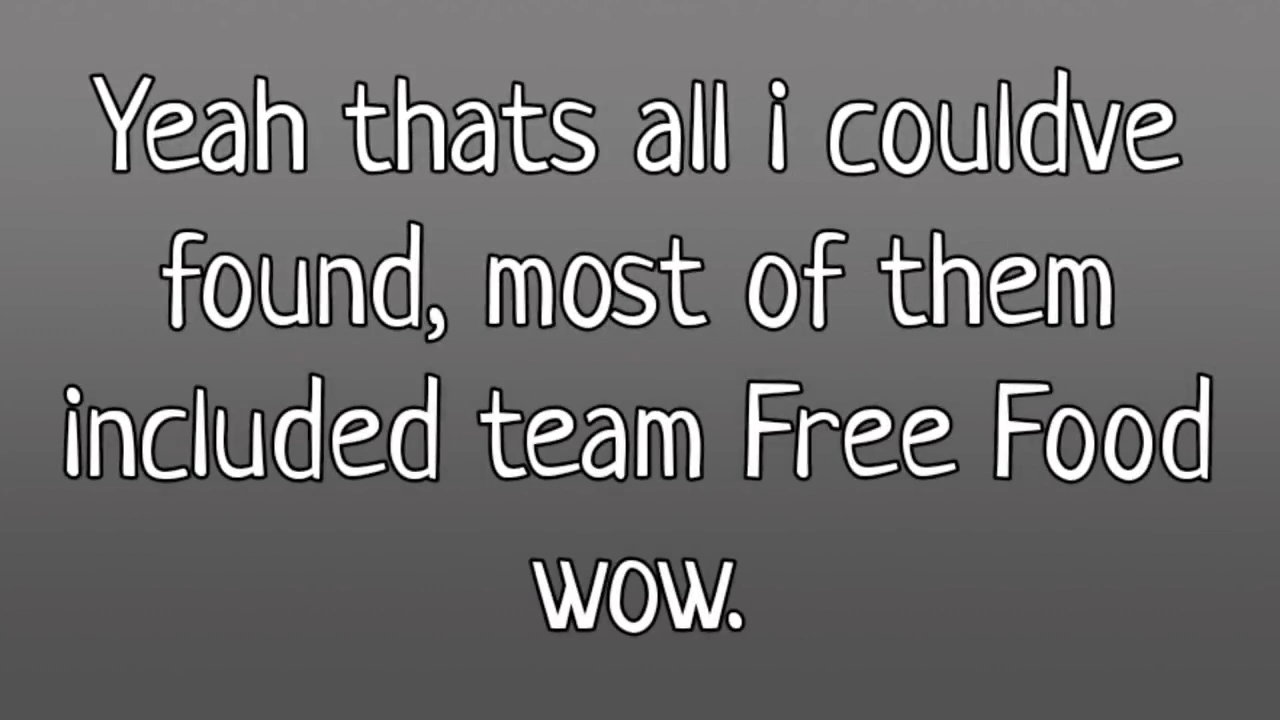 Yeah thats all i couldve
found, most of them
included team Free Food
wow.